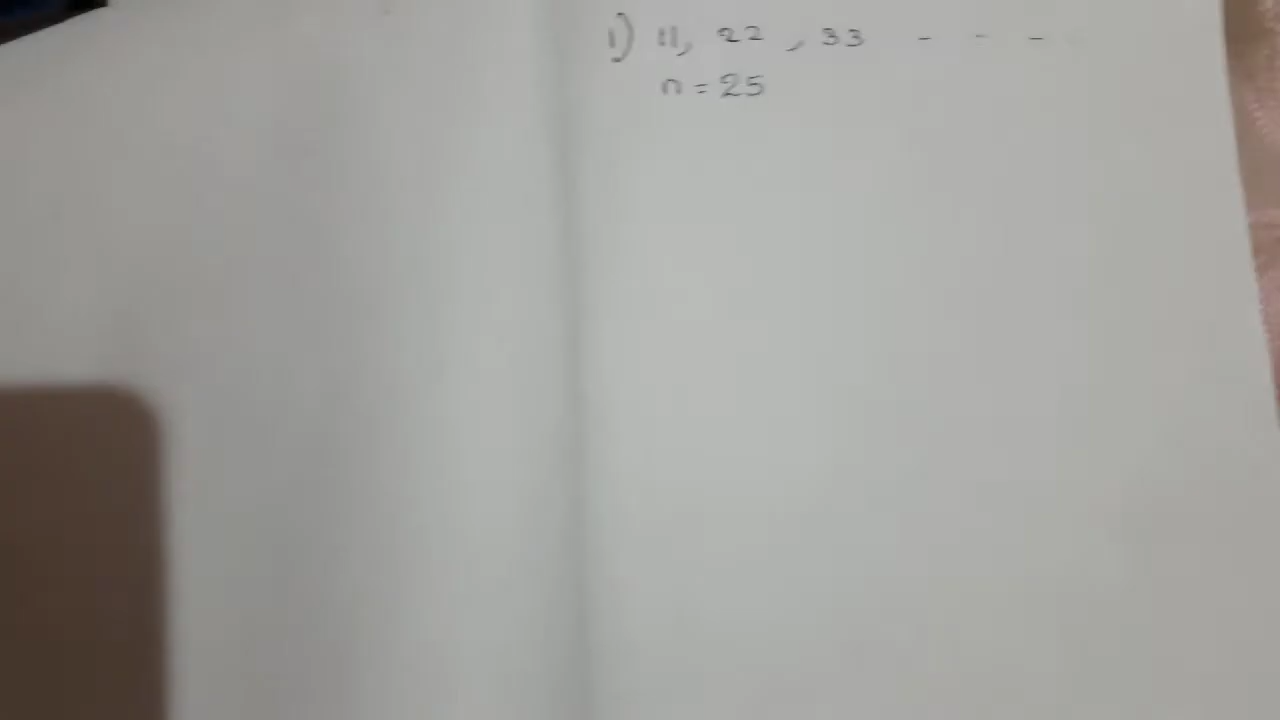 1) 11, 22, 33 - - -
n = 25